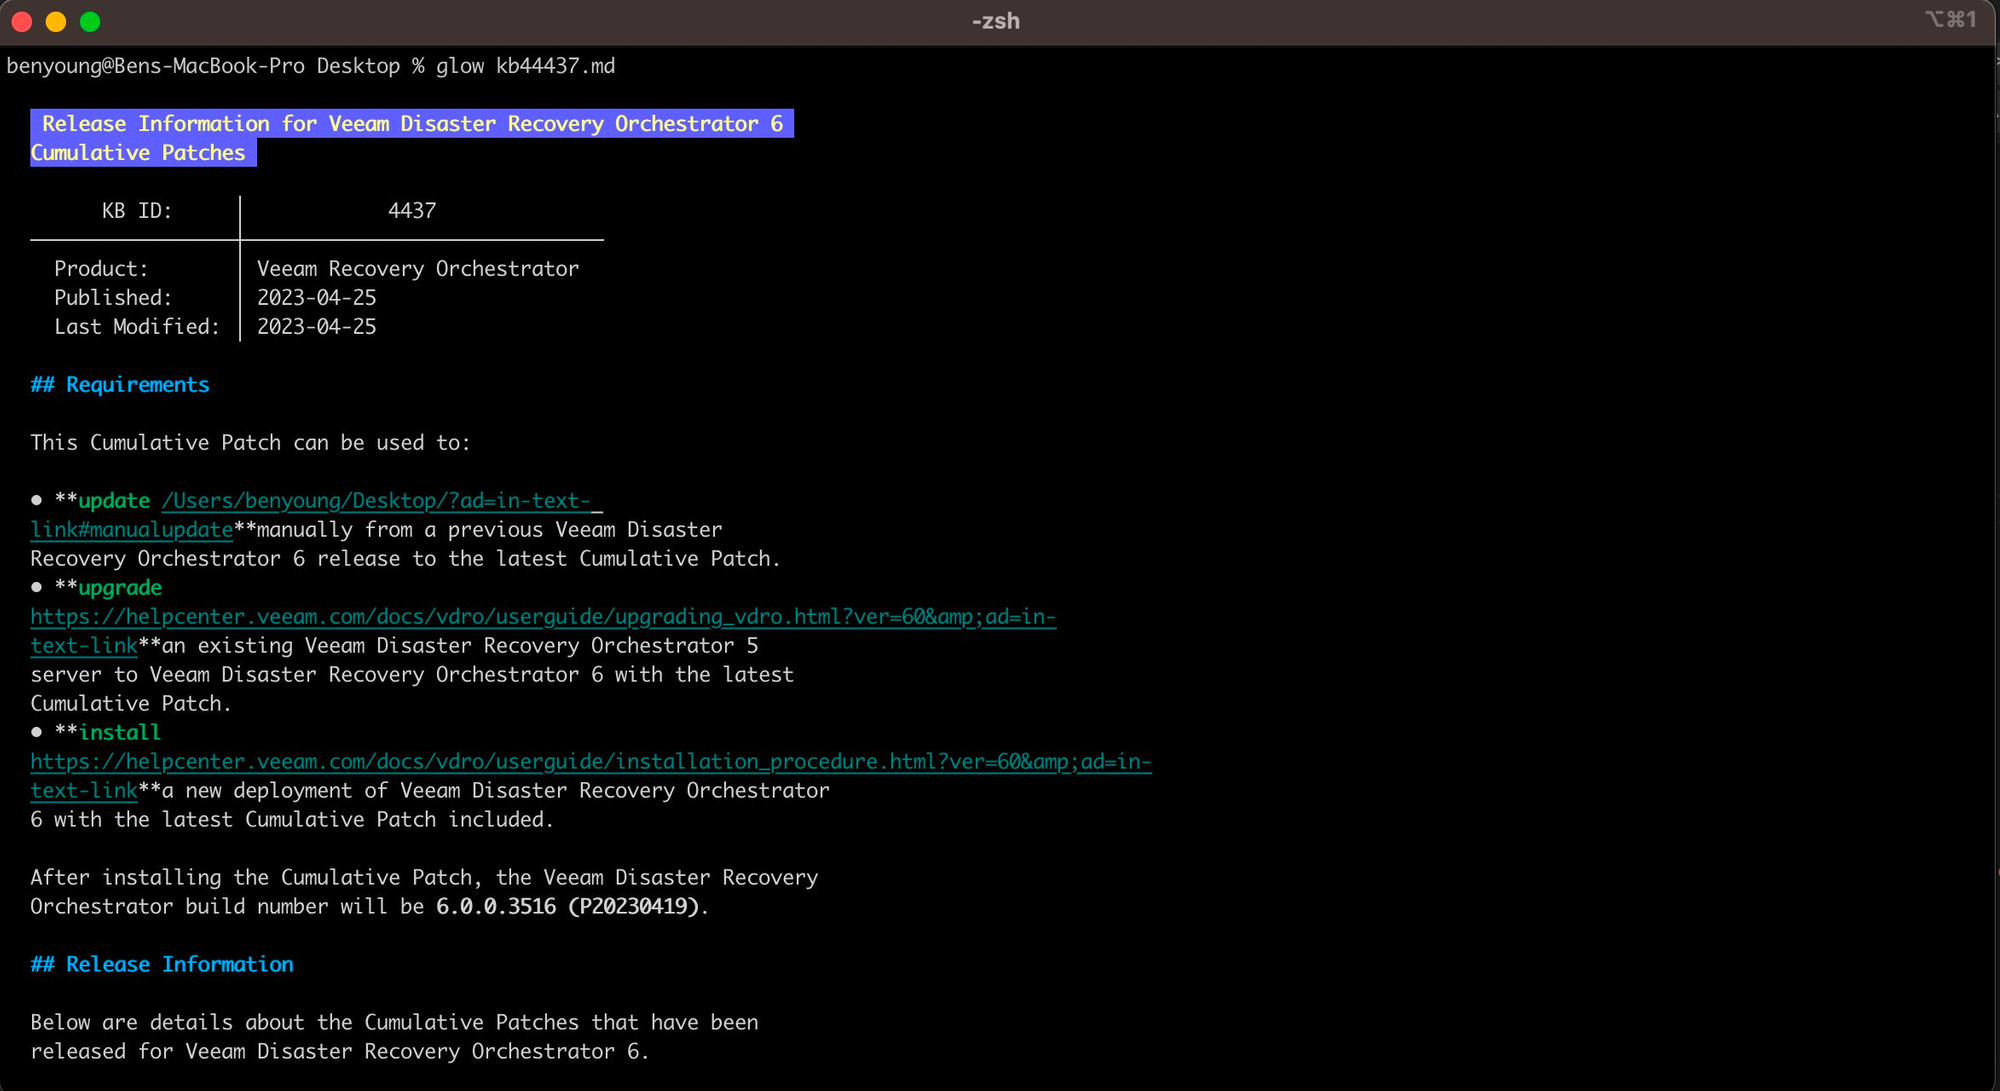 -zsh
⌥⌘1
benyoung@Bens-MacBook-Pro Desktop % glow kb44437.md
Release Information for Veeam Disaster Recovery Orchestrator 6
Cumulative Patches
KB ID: 4437
Product: Veeam Recovery Orchestrator
Published: 2023-04-25
Last Modified: 2023-04-25
## Requirements
This Cumulative Patch can be used to:
• **update /Users/benyoung/Desktop/?ad=in-text-_
link#manualupdate**manually from a previous Veeam Disaster
Recovery Orchestrator 6 release to the latest Cumulative Patch.
• **upgrade
https://helpcenter.veeam.com/docs/vdro/userguide/upgrading_vdro.html?ver=60&amp;ad=in-
text-link**an existing Veeam Disaster Recovery Orchestrator 5
server to Veeam Disaster Recovery Orchestrator 6 with the latest
Cumulative Patch.
• **install
https://helpcenter.veeam.com/docs/vdro/userguide/installation_procedure.html?ver=60&amp;ad=in-
text-link**a new deployment of Veeam Disaster Recovery Orchestrator
6 with the latest Cumulative Patch included.
After installing the Cumulative Patch, the Veeam Disaster Recovery
Orchestrator build number will be 6.0.0.3516 (P20230419).
## Release Information
Below are details about the Cumulative Patches that have been
released for Veeam Disaster Recovery Orchestrator 6.